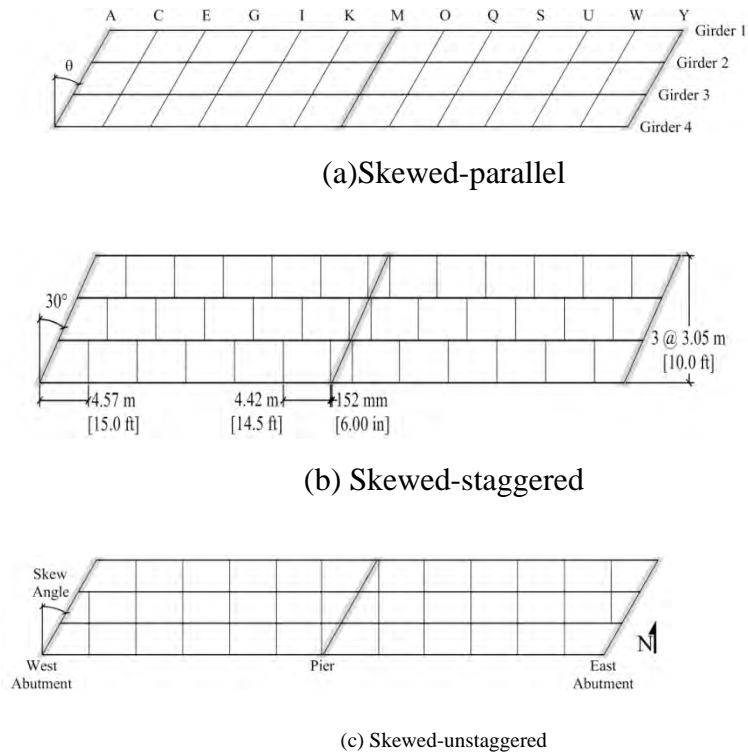 A C E G I K M O Q S U W Y
Girder 1
θ
Girder 2
Girder 3
Girder 4
(a)Skewed-parallel
30°
3 @ 3.05 m
[10.0 ft]
4.57 m
[15.0 ft]
4.42 m
[14.5 ft]
152 mm
[6.00 in]
(b) Skewed-staggered
Skew
Angle
N
West
Abutment
Pier
East
Abutment
(c) Skewed-unstaggered